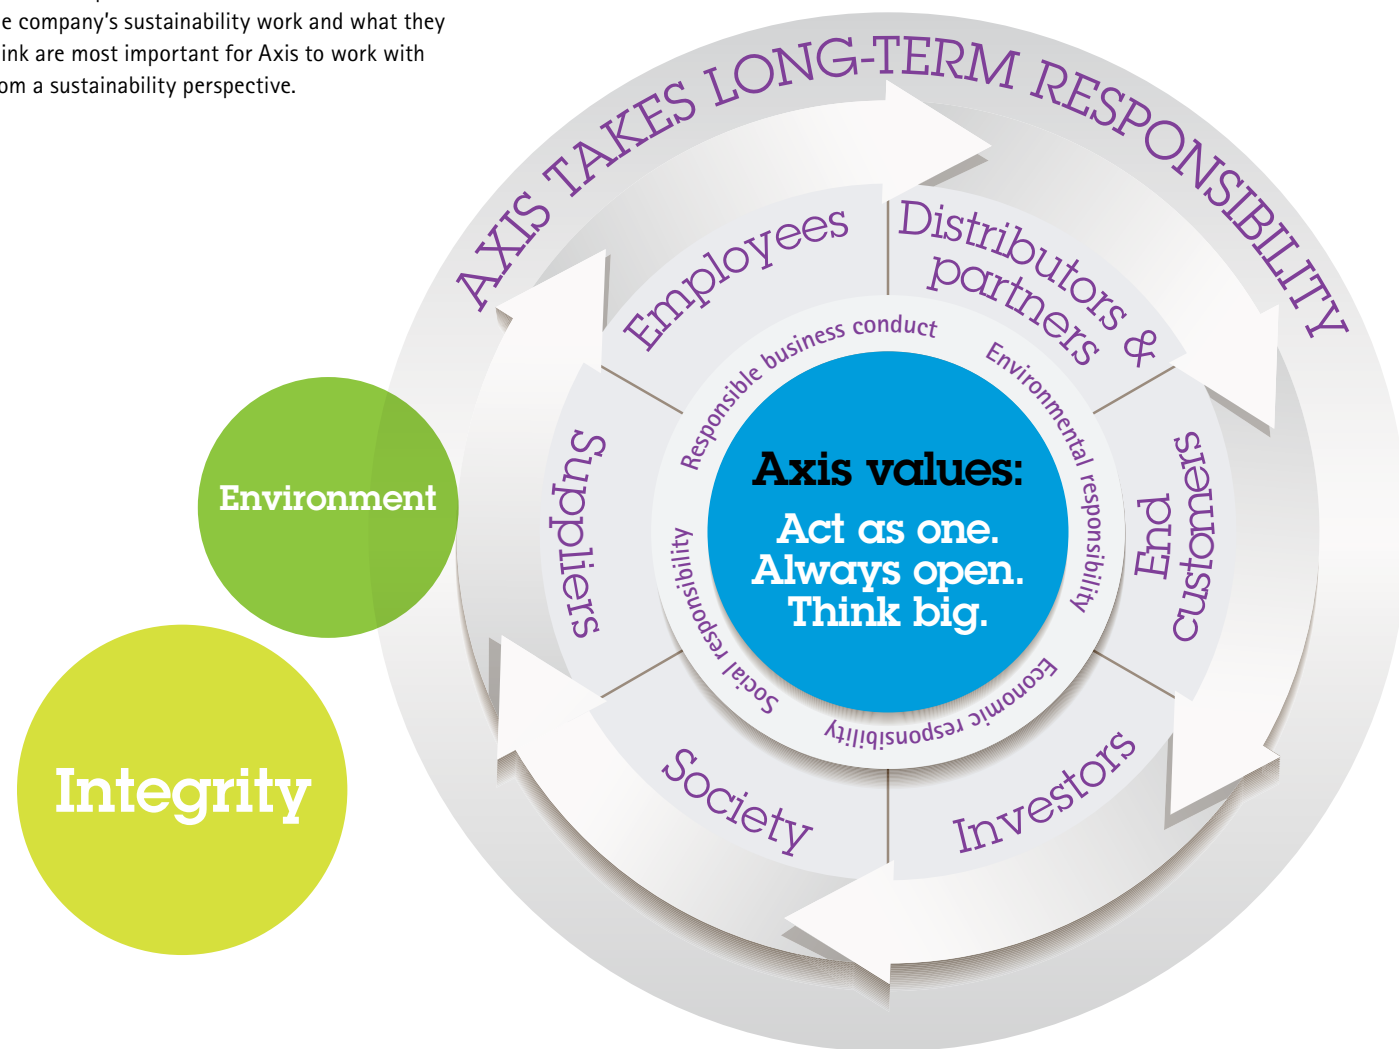 company's sustainability work and what they
are most important for Axis to work with
a sustainability perspective.
AXIS TAKES LONG-TERM RESPONSIBILITY
Employees
Distributors &
partners
End
customers
Investors
Society
Suppliers
Responsible business conduct
Environmental responsibility
Economic responsibility
Social responsibility
Axis values:
Act as one.
Always open.
Think big.
Environment
Integrity